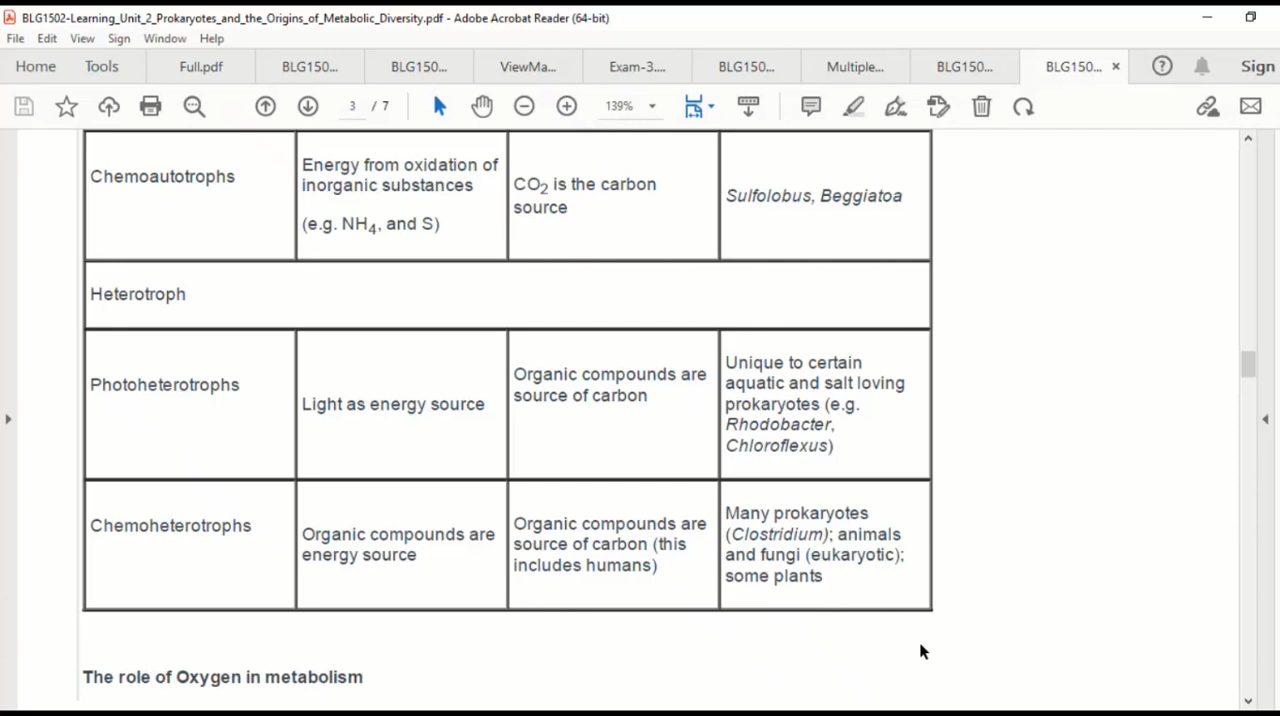 BLG1502-Learning_Unit_2_Prokaryotes_and_the_Origins_of_Metabolic_Diversity.pdf - Adobe Acrobat Reader (64-bit)
File Edit View Sign Window Help
Home Tools Full.pdf BLG150... BLG150... ViewMa... Exam-3.... BLG150... Multiple... BLG150... BLG150... × Sign
3 / 7 139%
Chemoautotrophs
Energy from oxidation of
inorganic substances
(e.g. NH4, and S)
CO2 is the carbon
source
Sulfolobus, Beggiatoa
Heterotroph
Photoheterotrophs
Light as energy source
Organic compounds are
source of carbon
Unique to certain
aquatic and salt loving
prokaryotes (e.g.
Rhodobacter,
Chloroflexus)
Chemoheterotrophs
Organic compounds are
energy source
Organic compounds are
source of carbon (this
includes humans)
Many prokaryotes
(Clostridium); animals
and fungi (eukaryotic);
some plants
The role of Oxygen in metabolism